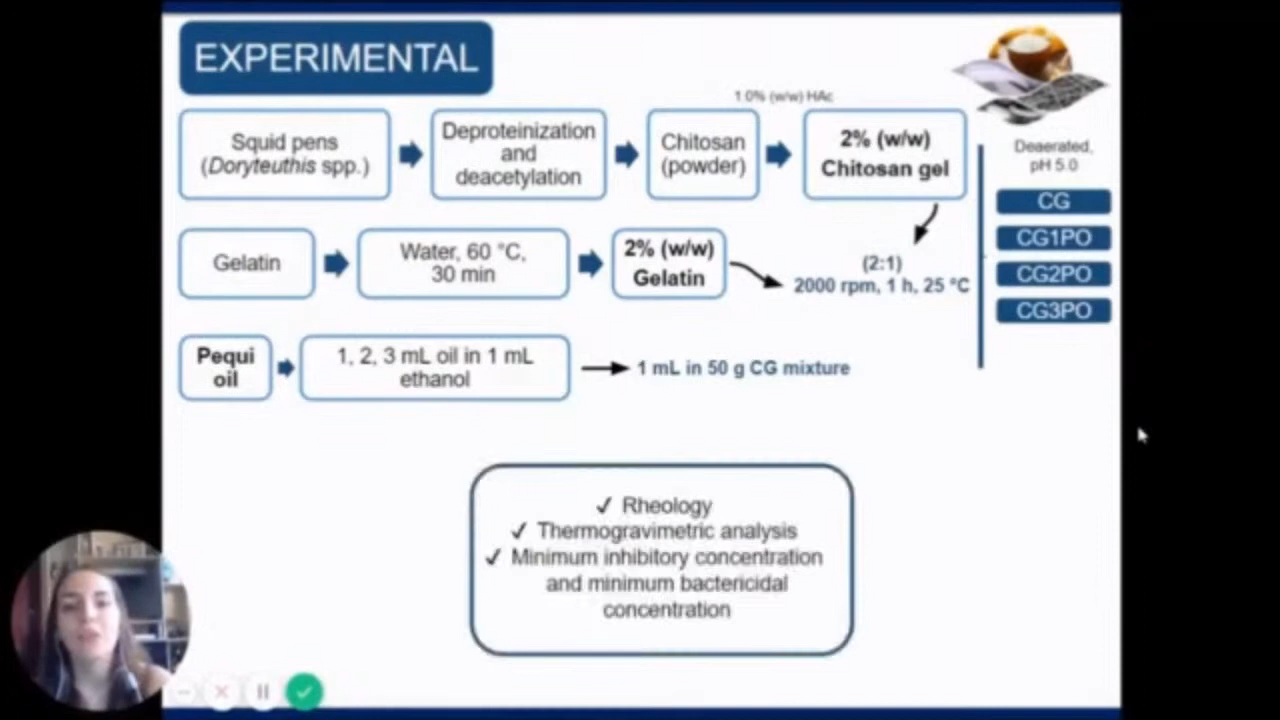 EXPERIMENTAL
1.0% (w/w) HAc
Squid pens
(Doryteuthis spp.)
Deproteinization
and
deacetylation
Chitosan
(powder)
2% (w/w)
Chitosan gel
Deaerated,
pH 5.0
CG
CG1PO
CG2PO
CG3PO
Gelatin
Water, 60 °C,
30 min
2% (w/w)
Gelatin
(2:1)
2000 rpm, 1 h, 25 °C
Pequi
oil
1, 2, 3 mL oil in 1 mL
ethanol
1 mL in 50 g CG mixture
✓ Rheology
✓ Thermogravimetric analysis
✓ Minimum inhibitory concentration
and minimum bactericidal
concentration